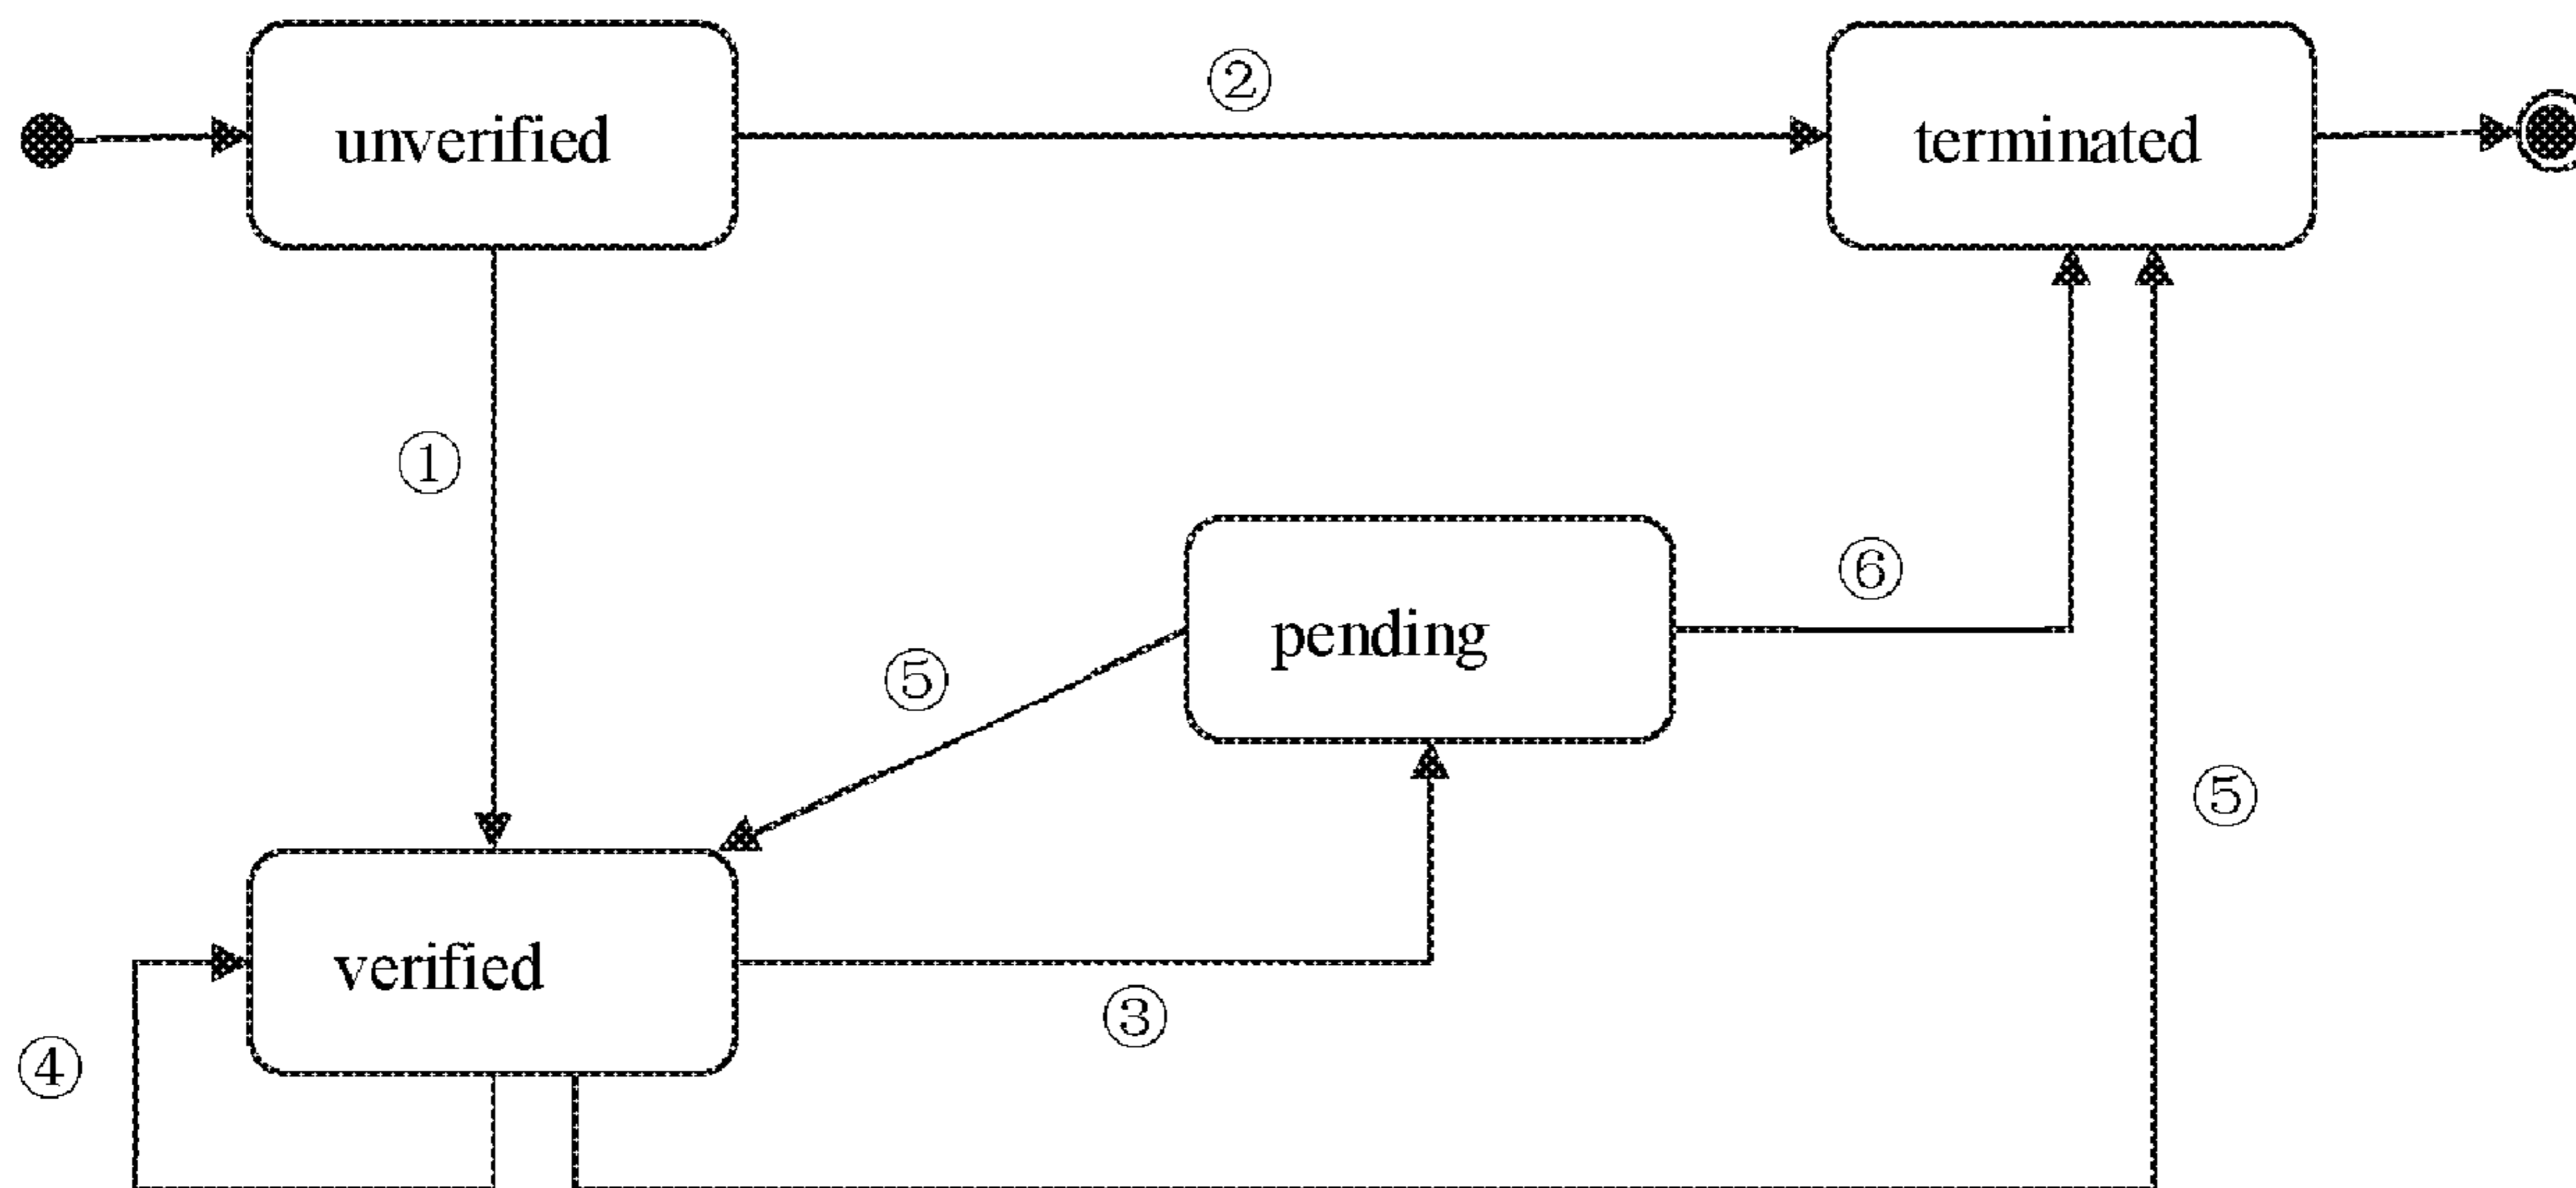 ②
unverified
terminated
①
⑥
pending
⑤
⑤
verified
③
④